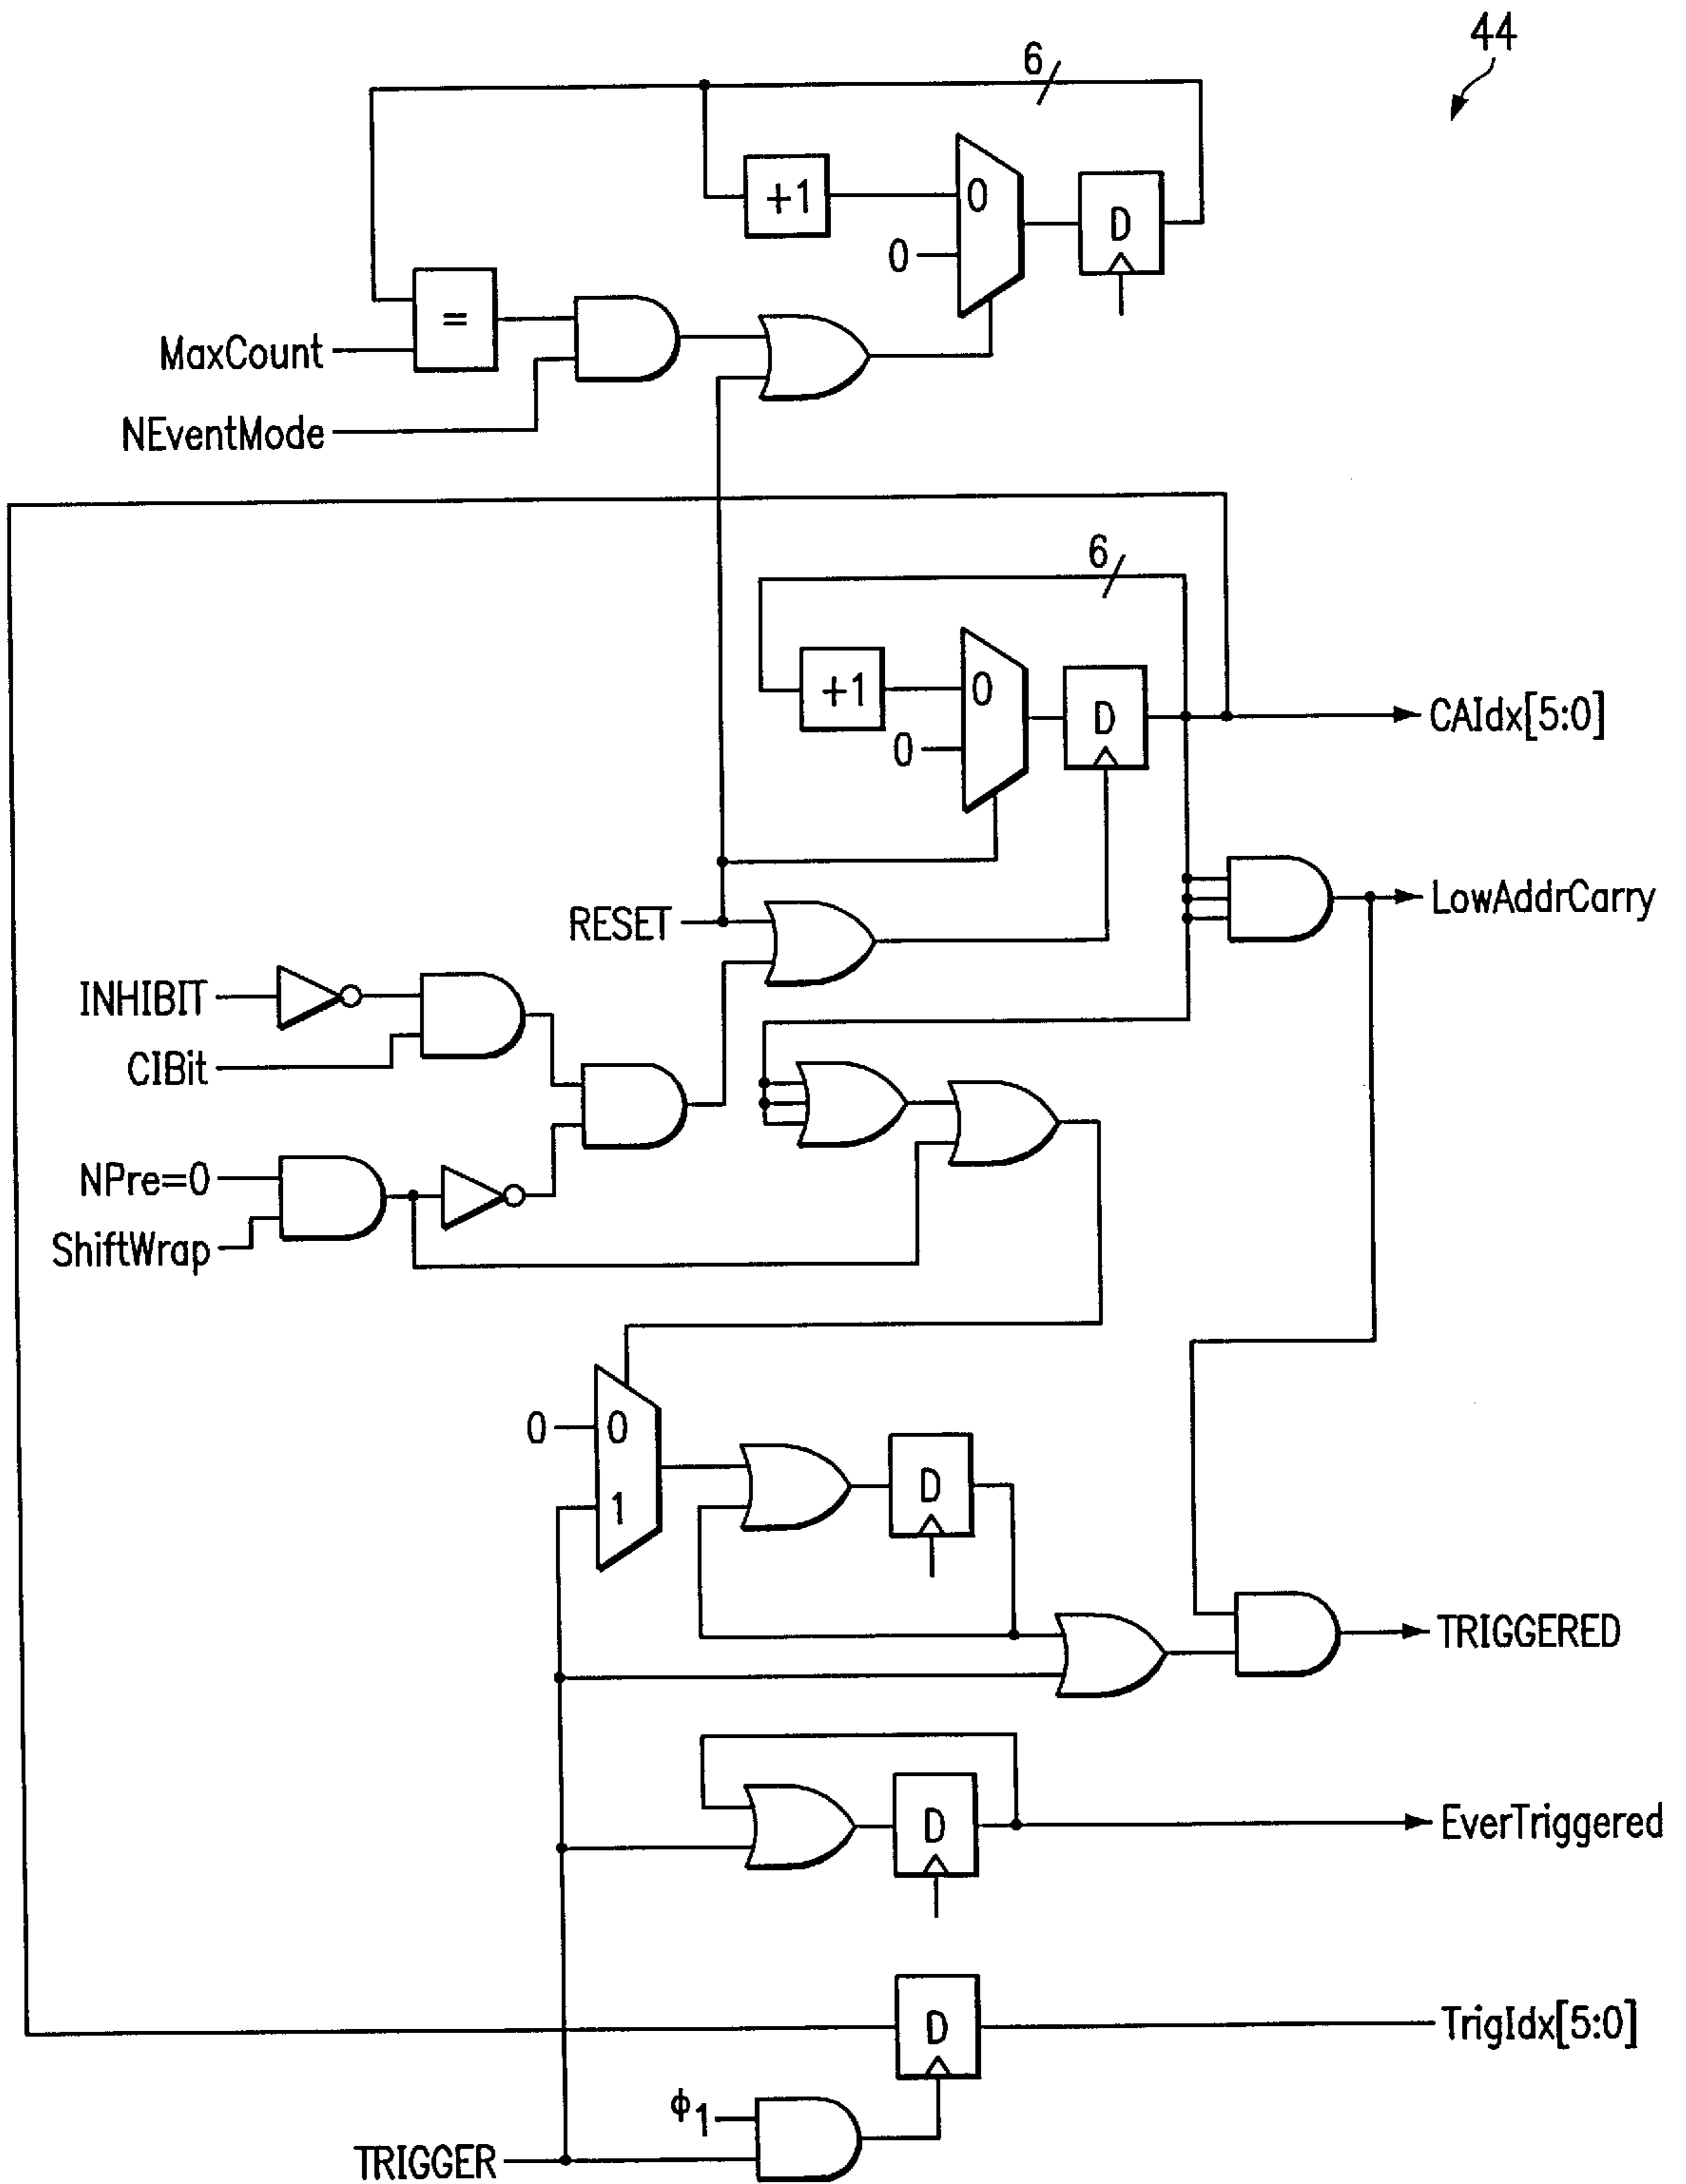 44
6
+1
0
0
D
=
MaxCount
NEventMode
6
+1
0
0
D
CAIdx[5:0]
LowAddrCarry
RESET
INHIBIT
CIBit
NPre=0
ShiftWrap
0
0
1
D
TRIGGERED
D
EverTriggered
D
TrigIdx[5:0]
ϕ1
TRIGGER